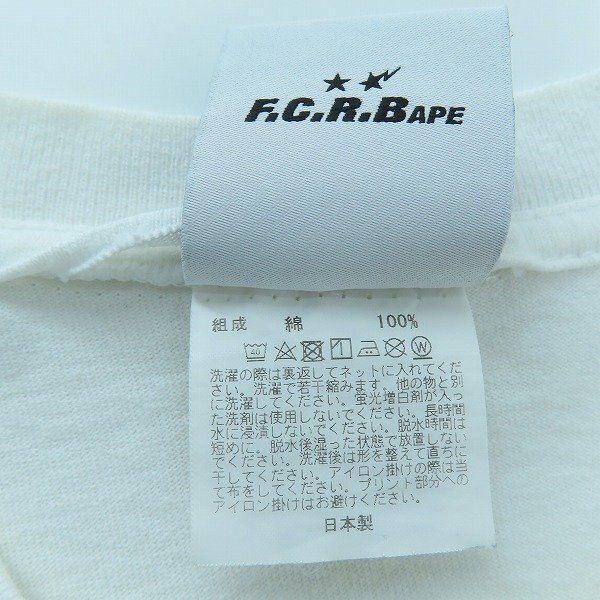 F.C.R.BAPE
組成 綿 100%
40 W
洗濯の際は裏返してネットに入れてくだ
さい。洗濯で若干縮みます。他の物と別
に洗濯してください。蛍光増白剤が入っ
た洗剤は使用しないでください。長時間
水に浸漬しないでください。脱水時間は
短めに。脱水後湿った状態で放置しない
でください。洗濯後は形を整えて直ちに
干してください。アイロン掛けの際は当
て布をしてください。プリント部分への
アイロン掛けはお避けください。
日本製